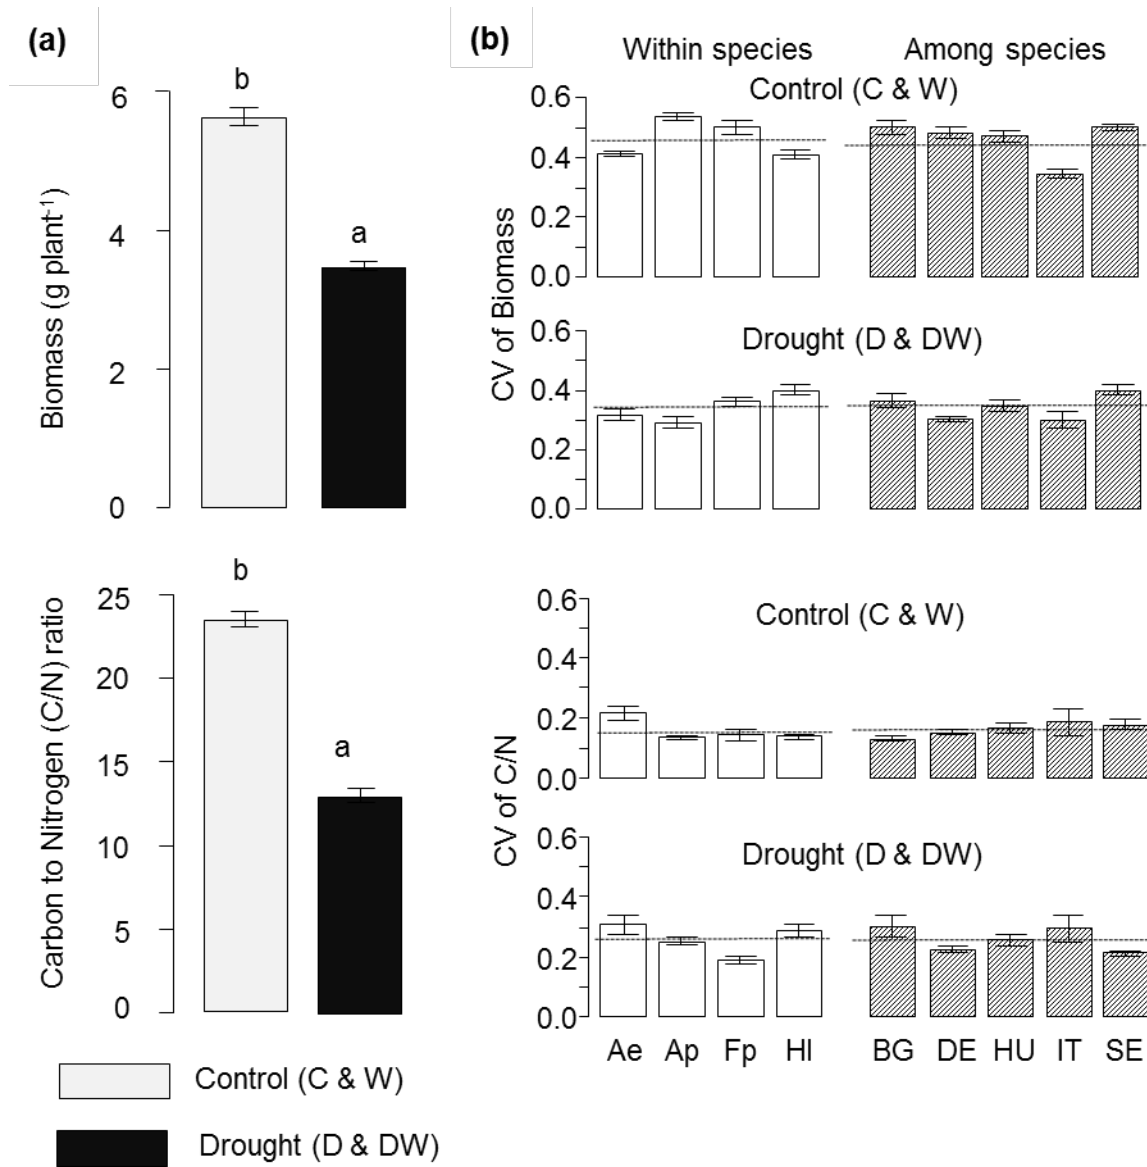 (a)
b
6
4
2
0
a
Biomass (g plant-1)
b
25
20
15
10
5
0
a
Carbon to Nitrogen (C/N) ratio
Control (C & W)
Drought (D & DW)
(b)
Within species
Among species
Control (C & W)
0.6
0.4
0.2
0.0
CV of Biomass
Drought (D & DW)
0.6
0.4
0.2
0.0
Control (C & W)
0.6
0.4
0.2
0.0
CV of C/N
Drought (D & DW)
0.6
0.4
0.2
0.0
Ae Ap Fp Hl BG DE HU IT SE